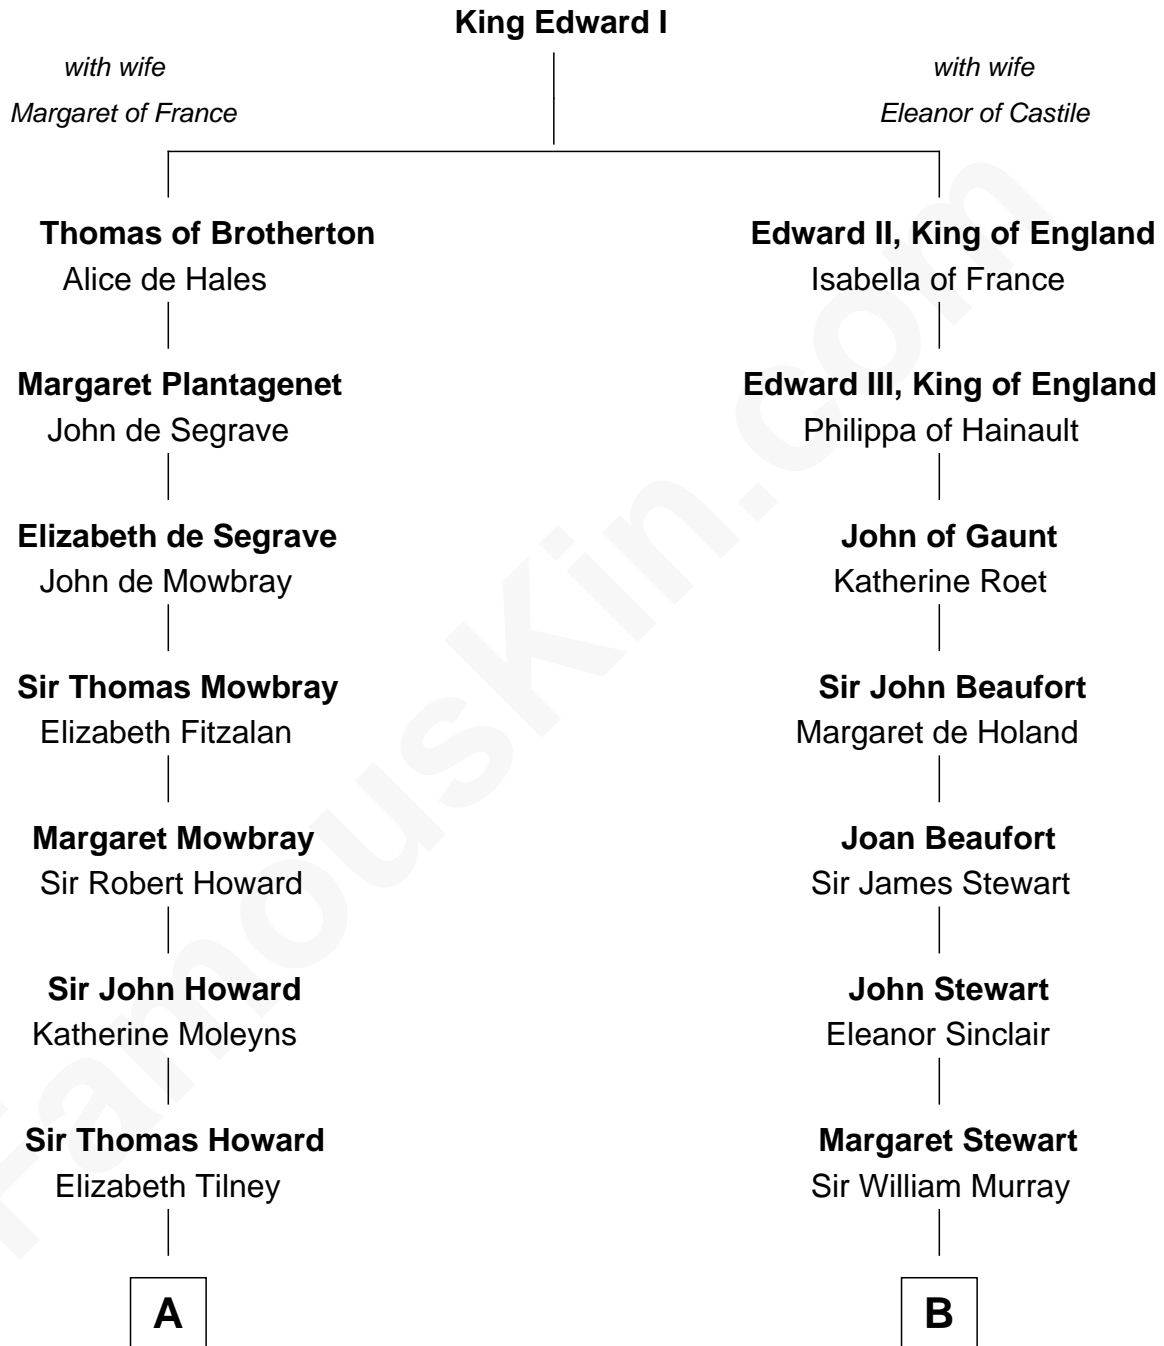 King Edward I
with wife
Margaret of France
with wife
Eleanor of Castile
Thomas of Brotherton
Alice de Hales
Edward II, King of England
Isabella of France
Margaret Plantagenet
John de Segrave
Edward III, King of England
Philippa of Hainault
Elizabeth de Segrave
John de Mowbray
John of Gaunt
Katherine Roet
Sir Thomas Mowbray
Elizabeth Fitzalan
Sir John Beaufort
Margaret de Holand
Margaret Mowbray
Sir Robert Howard
Joan Beaufort
Sir James Stewart
Sir John Howard
Katherine Moleyns
John Stewart
Eleanor Sinclair
Sir Thomas Howard
Elizabeth Tilney
Margaret Stewart
Sir William Murray
A
B
FamousKin.com